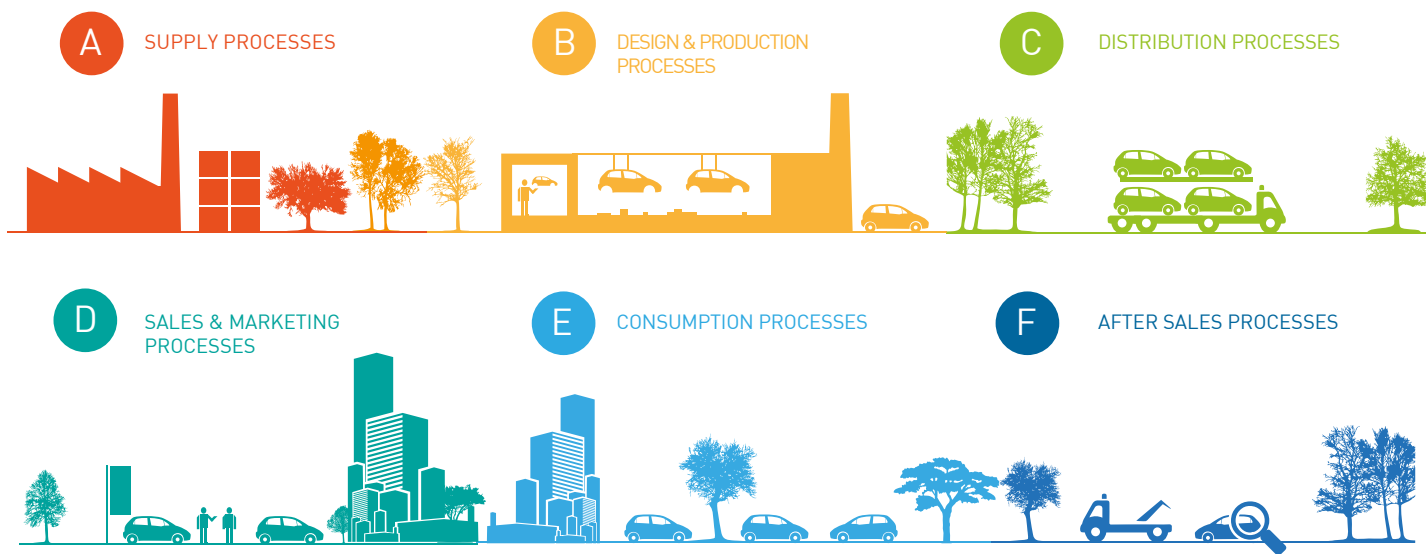 A
SUPPLY PROCESSES
B
DESIGN & PRODUCTION
PROCESSES
C
DISTRIBUTION PROCESSES
D
SALES & MARKETING
PROCESSES
E
CONSUMPTION PROCESSES
F
AFTER SALES PROCESSES